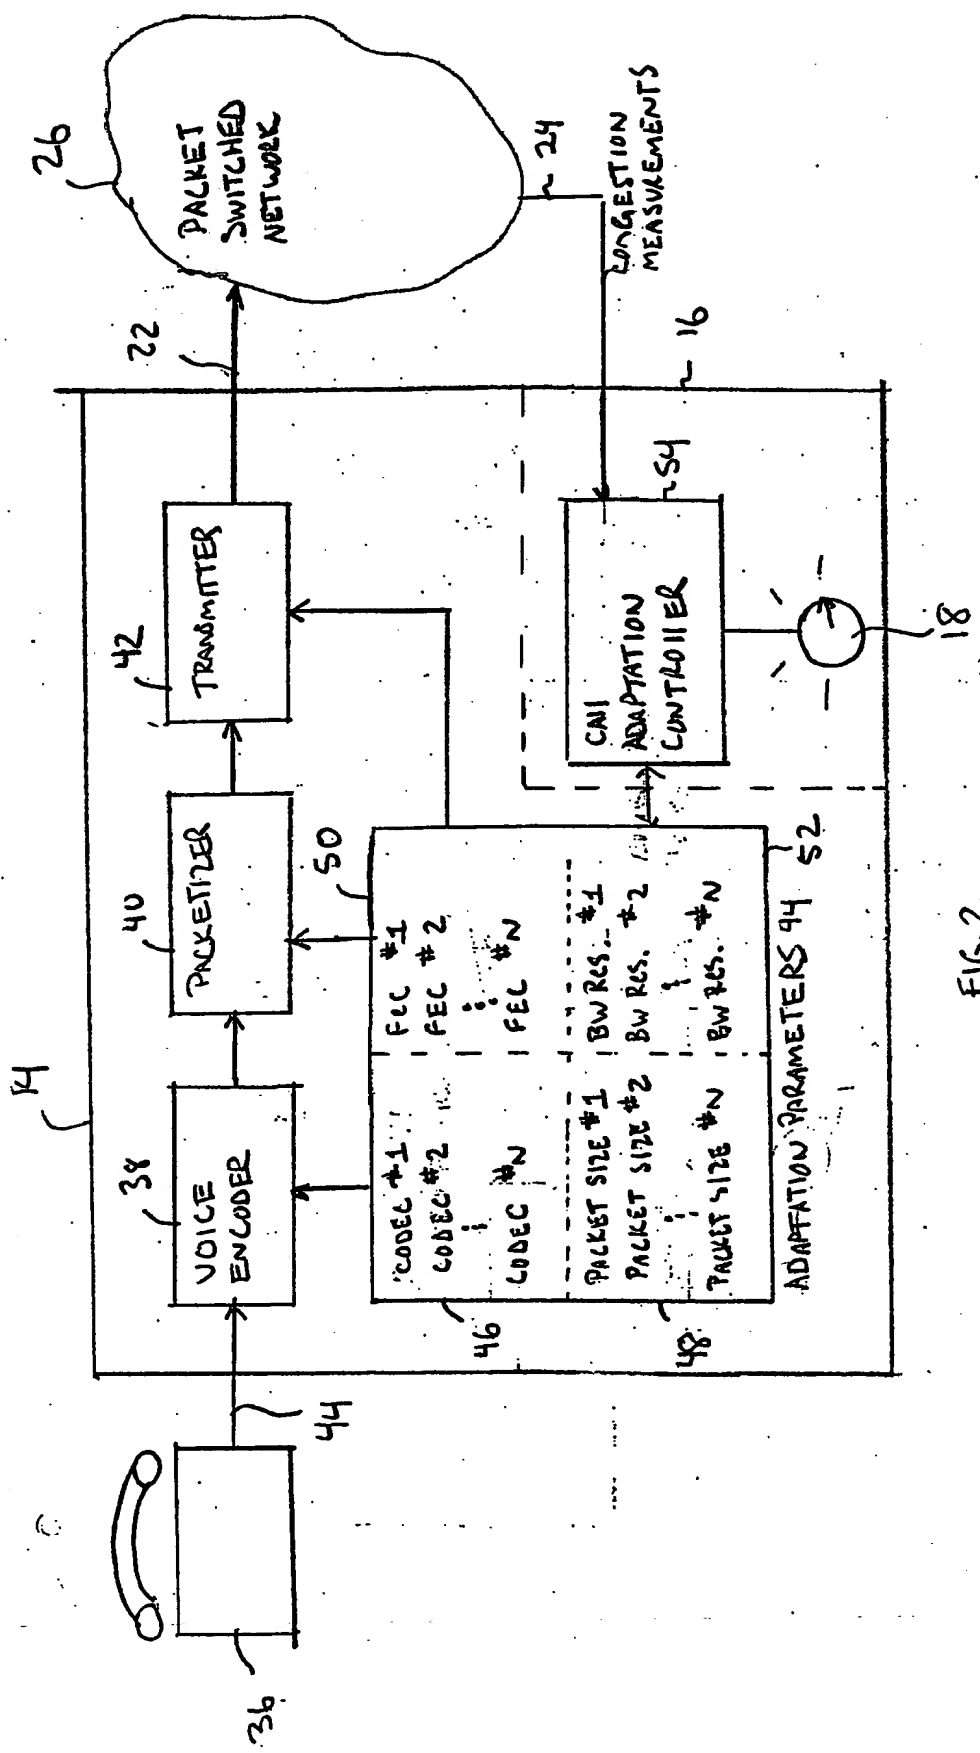 14
26
PACKET
SWITCHED
NETWORK
22
24
CONGESTION
MEASUREMENTS
16
36
44
38
VOICE
ENCODER
40
PACKETIZER
42
TRANSMITTER
46
CODEC #1
CODEC #2
CODEC #N
50
FEC #1
FEC #2
FEC #N
48
PACKET SIZE #1
PACKET SIZE #2
PACKET SIZE #N
BW RES. #1
BW RES. #2
BW RES. #N
52
ADAPTATION PARAMETERS 44
54
CAll
ADAPTATION
CONTROLLER
18
FIG. 2